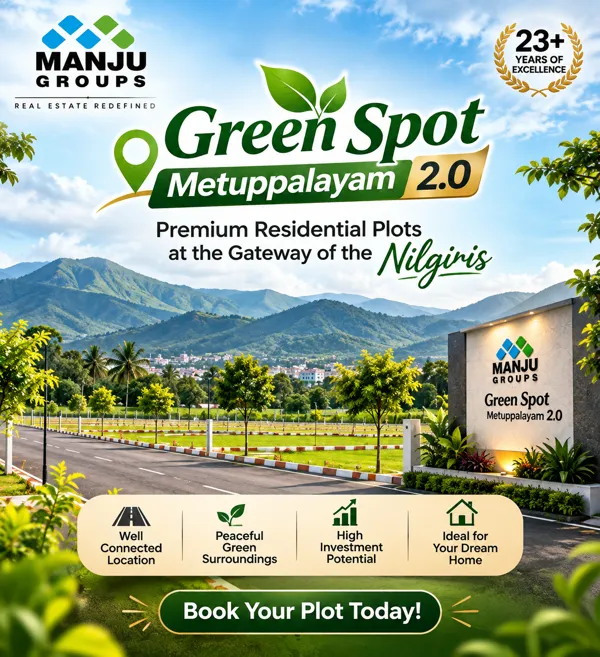 MANJU
GROUPS
REAL ESTATE REDEFINED
23+
YEARS OF
EXCELLENCE
Green Spot
Metuppalayam 2.0
Premium Residential Plots
at the Gateway of the Nilgiris
MANJU
GROUPS
Green Spot
Metuppalayam 2.0
Well
Connected
Location
Peaceful
Green
Surroundings
High
Investment
Potential
Ideal for
Your Dream
Home
Book Your Plot Today!